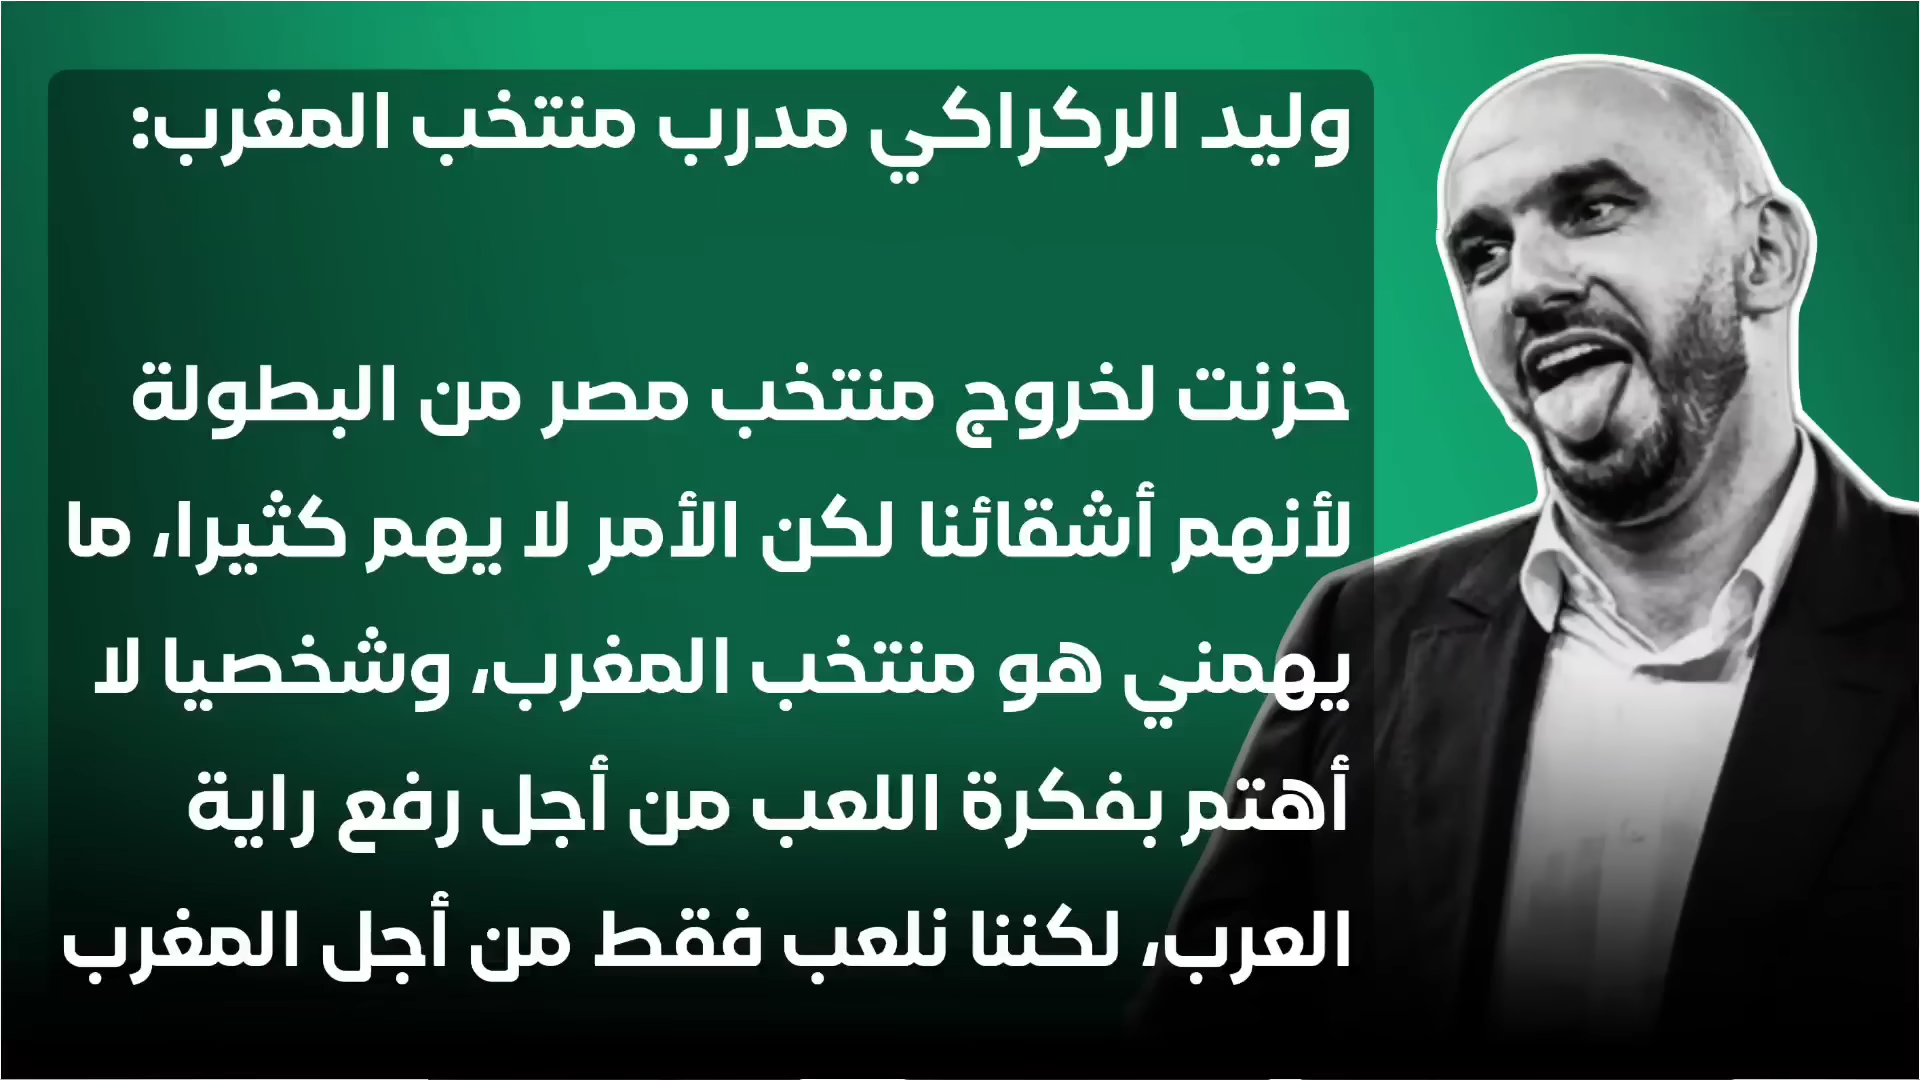 وليد الركراكي مدرب منتخب المغرب:
حزنت لخروج منتخب مصر من البطولة
لأنهم أشقائنا لكن الأمر لا يهم كثيرا، ما
يهمني هو منتخب المغرب، وشخصيا لا
أهتم بفكرة اللعب من أجل رفع راية
العرب، لكننا نلعب فقط من أجل المغرب